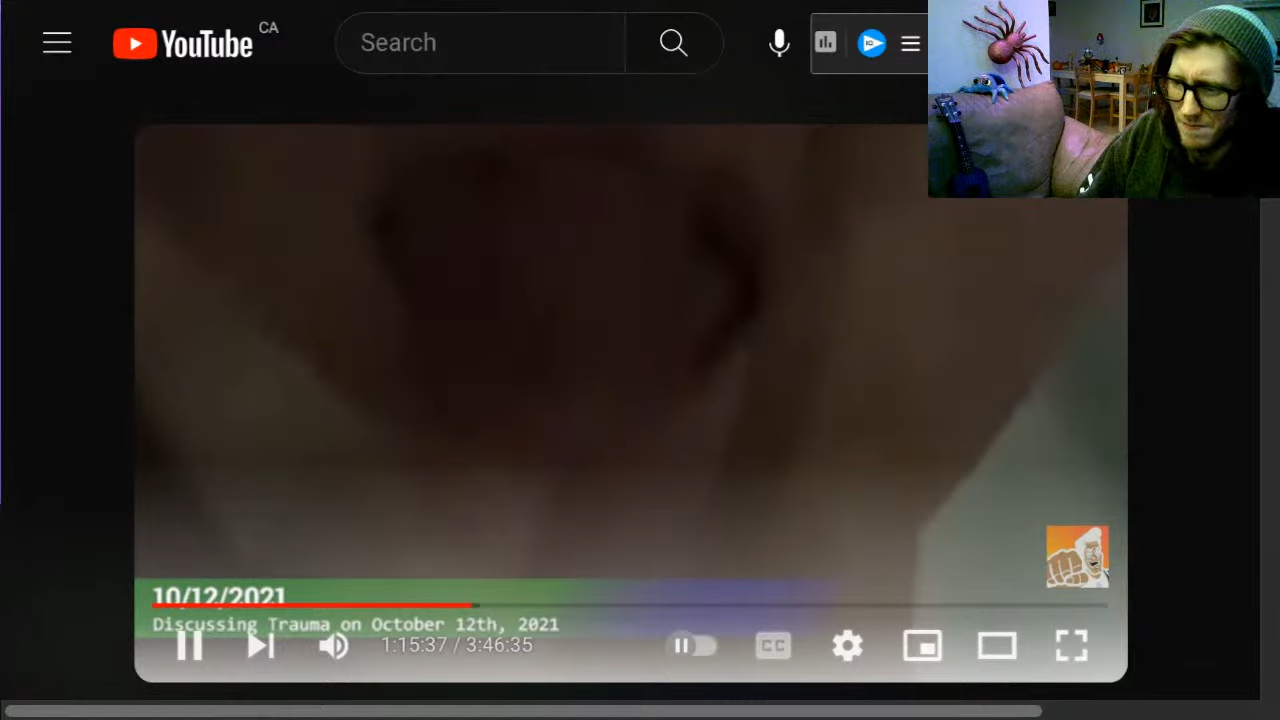 YouTube CA
Search
10/12/2021
Discussing Trauma on October 12th, 2021
1:15:37 / 3:46:35
CC